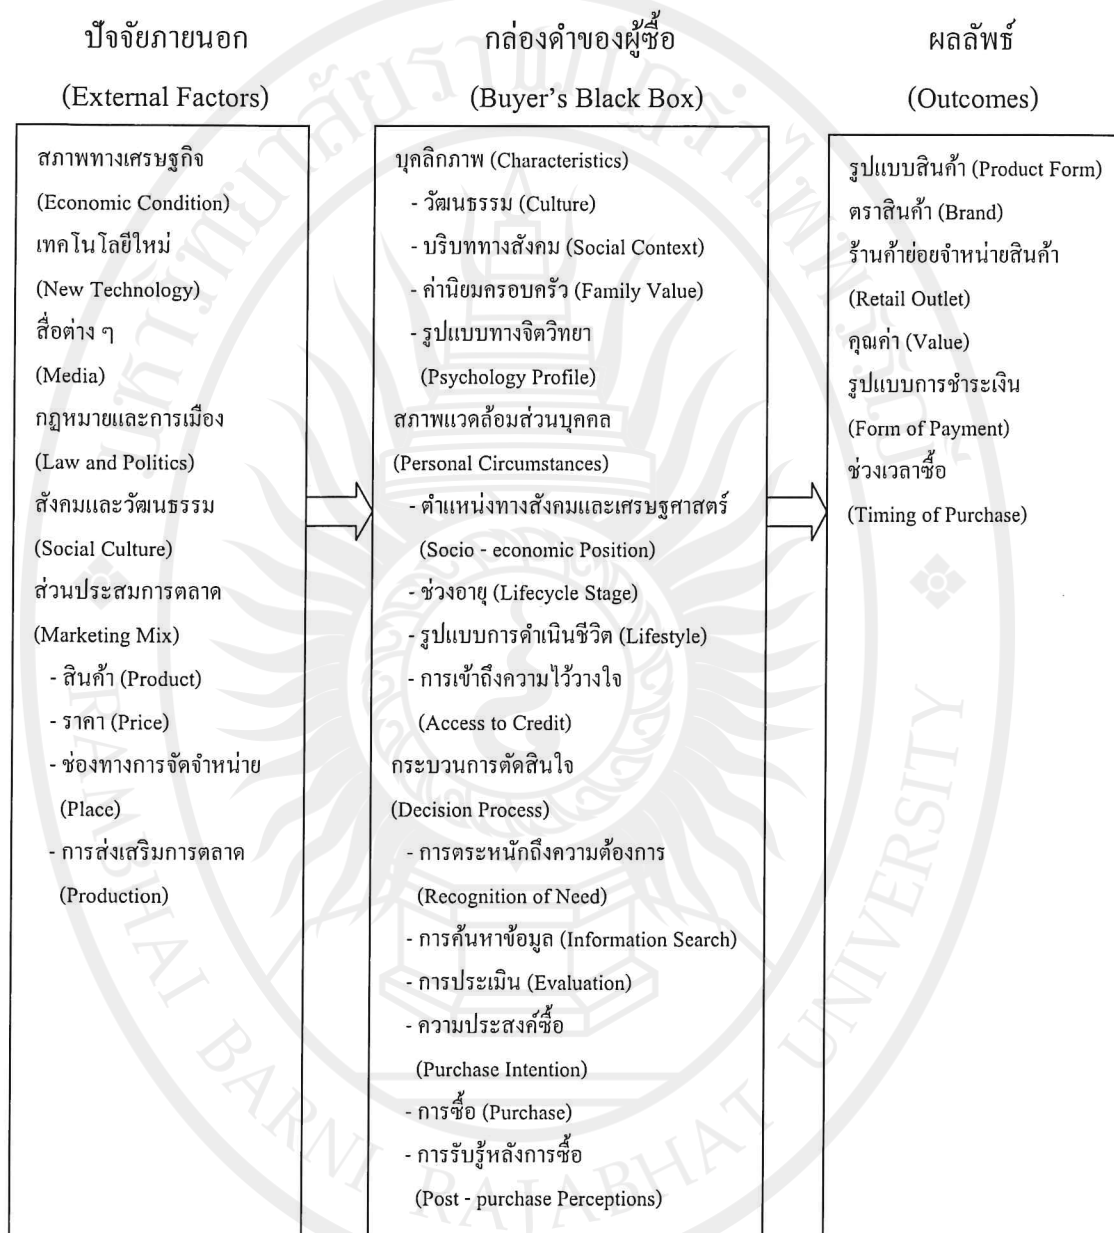 ปัจจัยภายนอก
(External Factors)
สภาพทางเศรษฐกิจ
(Economic Condition)
เทคโนโลยีใหม่
(New Technology)
สื่อต่าง ๆ
(Media)
กฎหมายและการเมือง
(Law and Politics)
สังคมและวัฒนธรรม
(Social Culture)
ส่วนประสมการตลาด
(Marketing Mix)
- สินค้า (Product)
- ราคา (Price)
- ช่องทางการจัดจำหน่าย
(Place)
- การส่งเสริมการตลาด
(Production)
กล่องดำของผู้ซื้อ
(Buyer's Black Box)
บุคลิกภาพ (Characteristics)
- วัฒนธรรม (Culture)
- บริบททางสังคม (Social Context)
- ค่านิยมครอบครัว (Family Value)
- รูปแบบทางจิตวิทยา
(Psychology Profile)
สภาพแวดล้อมส่วนบุคคล
(Personal Circumstances)
- ตำแหน่งทางสังคมและเศรษฐศาสตร์
(Socio - economic Position)
- ช่วงอายุ (Lifecycle Stage)
- รูปแบบการดำเนินชีวิต (Lifestyle)
- การเข้าถึงความไว้วางใจ
(Access to Credit)
กระบวนการตัดสินใจ
(Decision Process)
- การตระหนักถึงความต้องการ
(Recognition of Need)
- การค้นหาข้อมูล (Information Search)
- การประเมิน (Evaluation)
- ความประสงค์ซื้อ
(Purchase Intention)
- การซื้อ (Purchase)
- การรับรู้หลังการซื้อ
(Post - purchase Perceptions)
ผลลัพธ์
(Outcomes)
รูปแบบสินค้า (Product Form)
ตราสินค้า (Brand)
ร้านค้าย่อยจำหน่ายสินค้า
(Retail Outlet)
คุณค่า (Value)
รูปแบบการชำระเงิน
(Form of Payment)
ช่วงเวลาซื้อ
(Timing of Purchase)
มหาวิทยาลัยราชภัฏรำไพพรรณี
RAMBHAI BARNI RAJABHAT UNIVERSITY